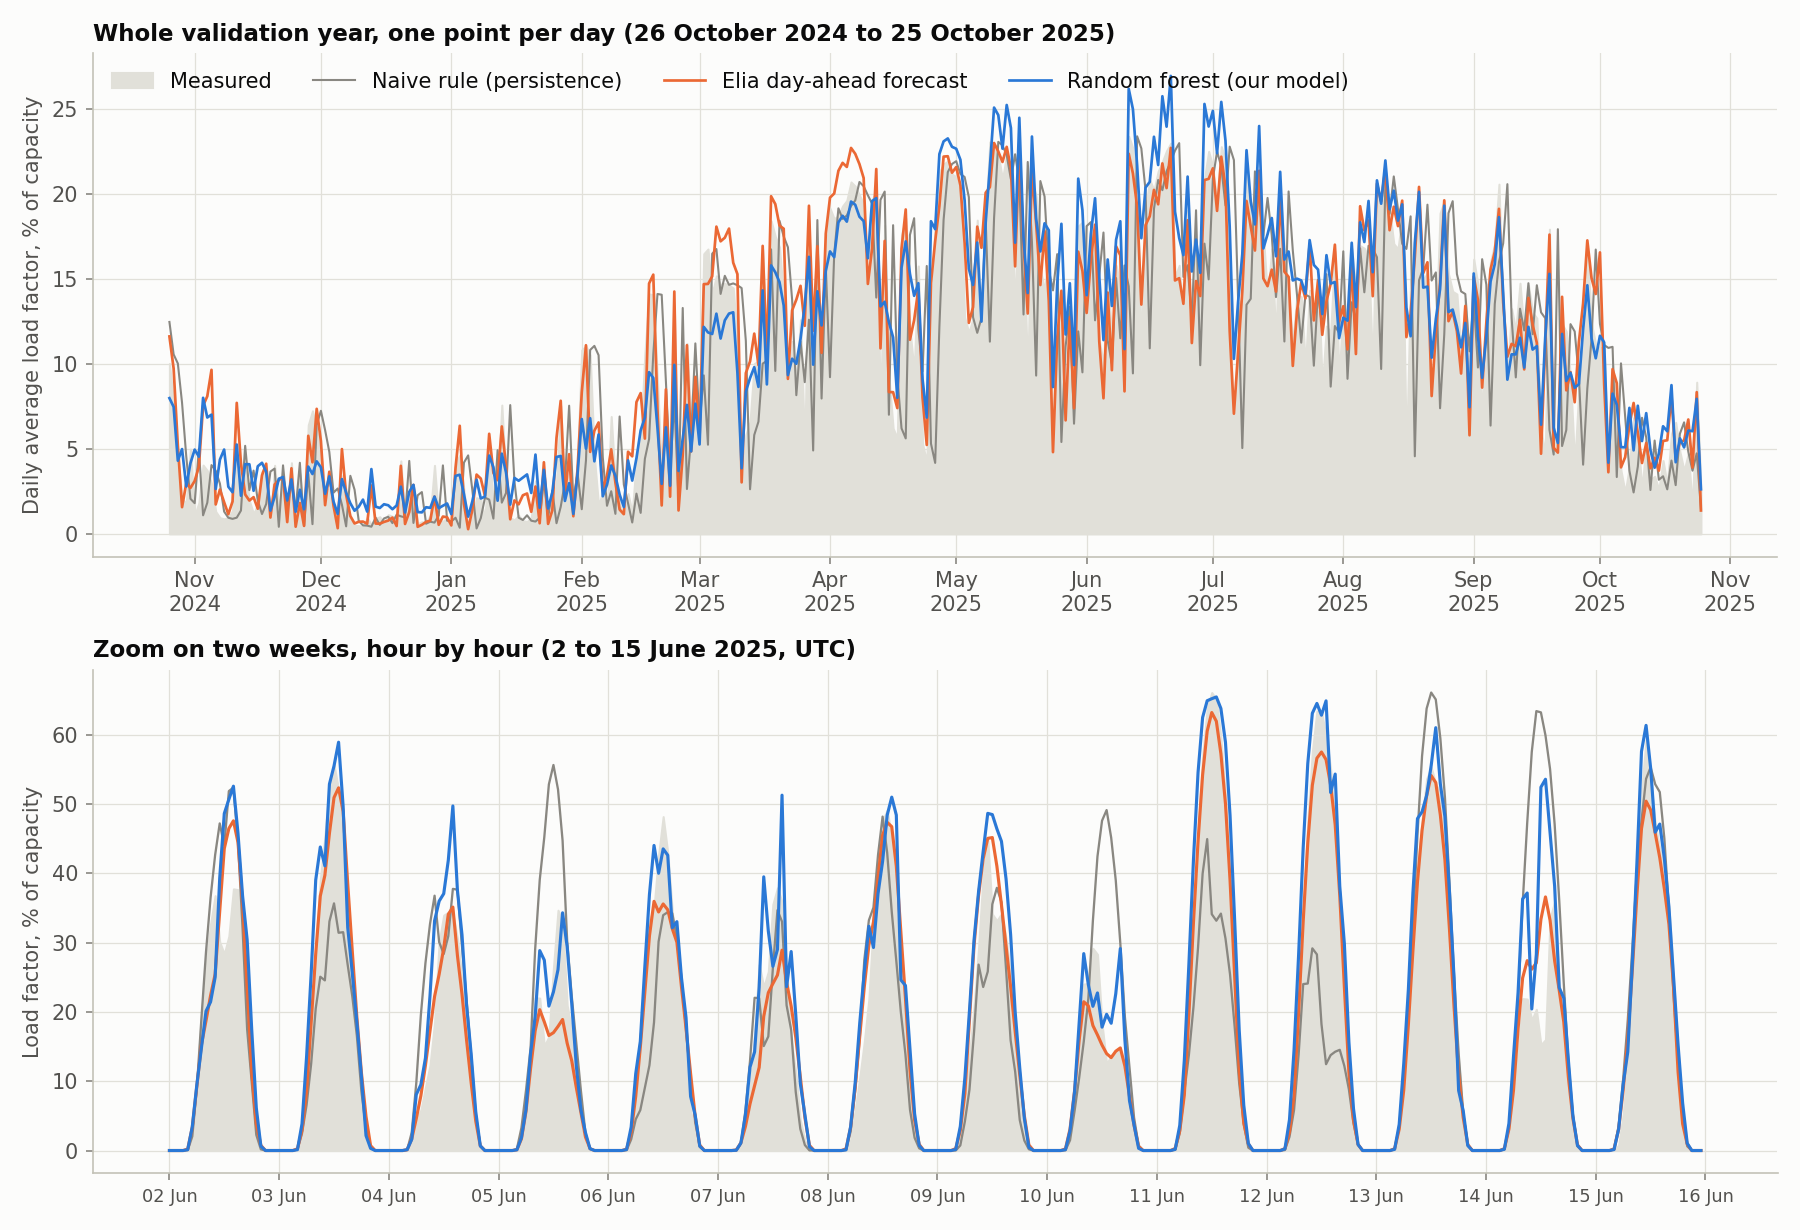 Whole validation year, one point per day (26 October 2024 to 25 October 2025)
Measured
Naive rule (persistence)
Elia day-ahead forecast
Random forest (our model)
Daily average load factor, % of capacity
25
20
15
10
5
0
Nov
2024
Dec
2024
Jan
2025
Feb
2025
Mar
2025
Apr
2025
May
2025
Jun
2025
Jul
2025
Aug
2025
Sep
2025
Oct
2025
Nov
2025
Zoom on two weeks, hour by hour (2 to 15 June 2025, UTC)
Load factor, % of capacity
60
50
40
30
20
10
0
02 Jun
03 Jun
04 Jun
05 Jun
06 Jun
07 Jun
08 Jun
09 Jun
10 Jun
11 Jun
12 Jun
13 Jun
14 Jun
15 Jun
16 Jun